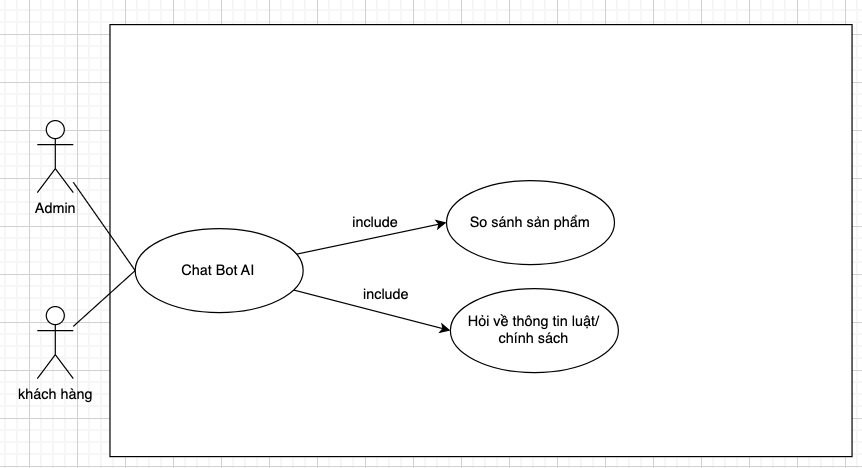 Admin
include
So sánh sản phẩm
Chat Bot AI
include
Hỏi về thông tin luật/
chính sách
khách hàng